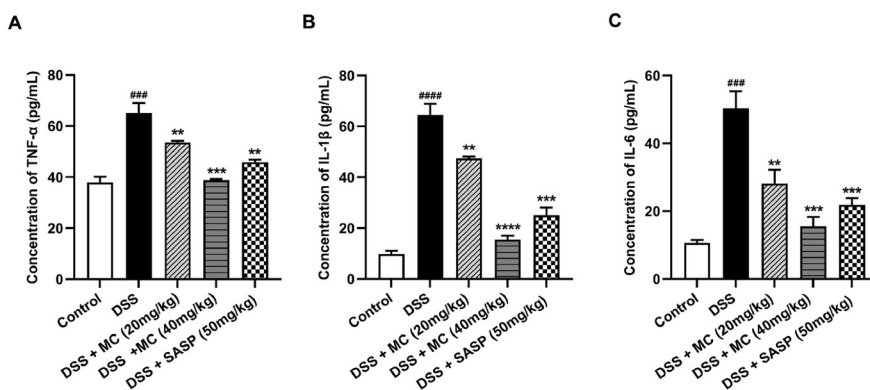 A
Concentration of TNF-α (pg/mL)
80
60
40
20
0
###
**
***
**
Control
DSS
DSS + MC (20mg/kg)
DSS +MC (40mg/kg)
DSS + SASP (50mg/kg)
B
Concentration of IL-1β (pg/mL)
80
60
40
20
0
####
**
****
***
Control
DSS
DSS + MC (20mg/kg)
DSS + MC (40mg/kg)
DSS + SASP (50mg/kg)
C
Concentration of IL-6 (pg/mL)
60
40
20
0
###
**
***
***
Control
DSS
DSS + MC (20mg/kg)
DSS + MC (40mg/kg)
DSS + SASP (50mg/kg)